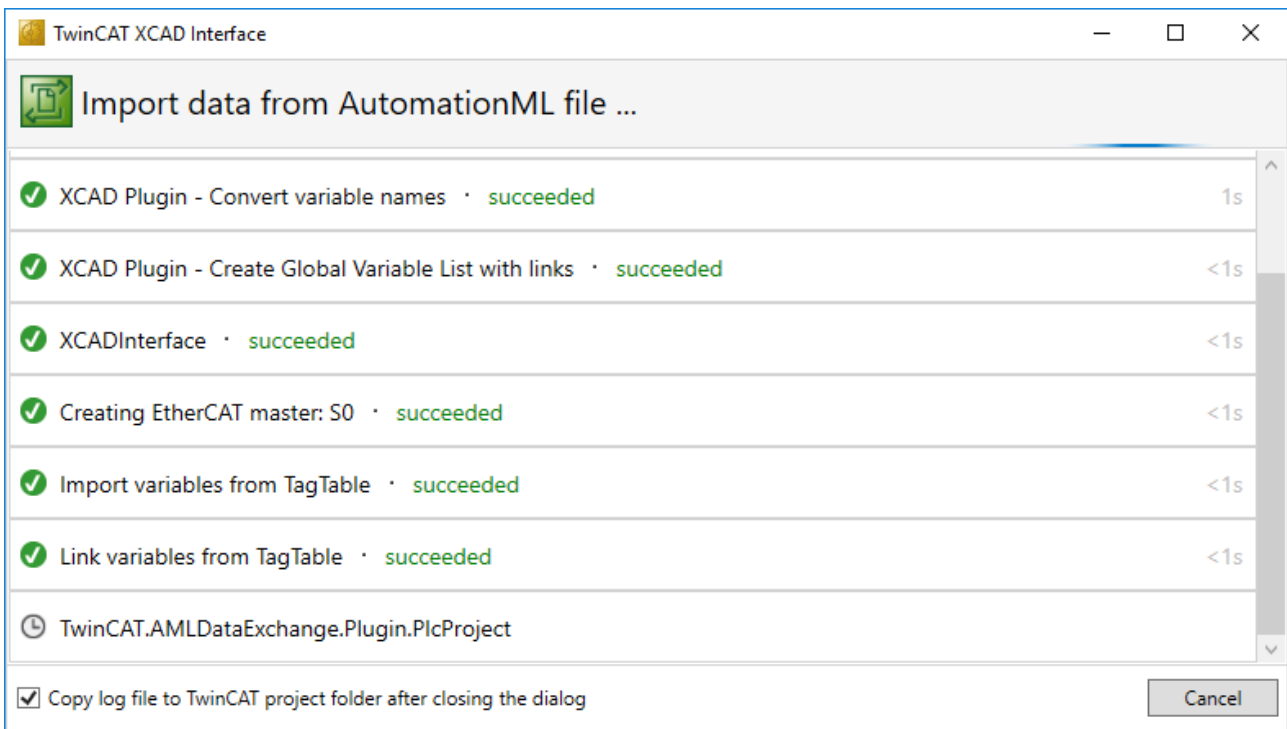 TwinCAT XCAD Interface
Import data from AutomationML file ...
XCAD Plugin - Convert variable names · succeeded 1s
XCAD Plugin - Create Global Variable List with links · succeeded <1s
XCADInterface · succeeded <1s
Creating EtherCAT master: S0 · succeeded <1s
Import variables from TagTable · succeeded <1s
Link variables from TagTable · succeeded <1s
TwinCAT.AMLDataExchange.Plugin.PlcProject
Copy log file to TwinCAT project folder after closing the dialog Cancel